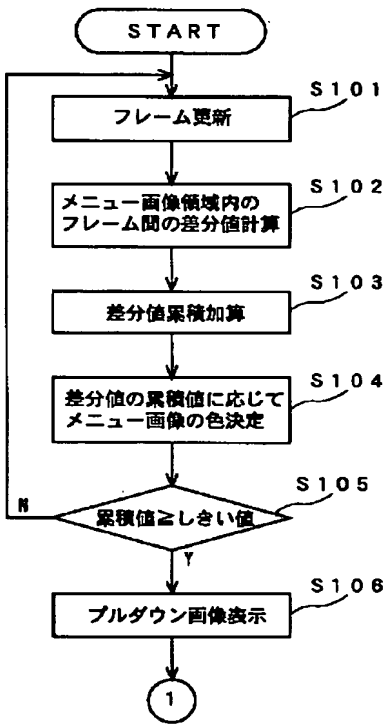 START
S101
フレーム更新
S102
メニュー画像領域内の
フレーム間の差分値計算
S103
差分値累積加算
S104
差分値の累積値に応じて
メニュー画像の色決定
S105
N
累積値≧しきい値
Y
S106
プルダウン画像表示
1